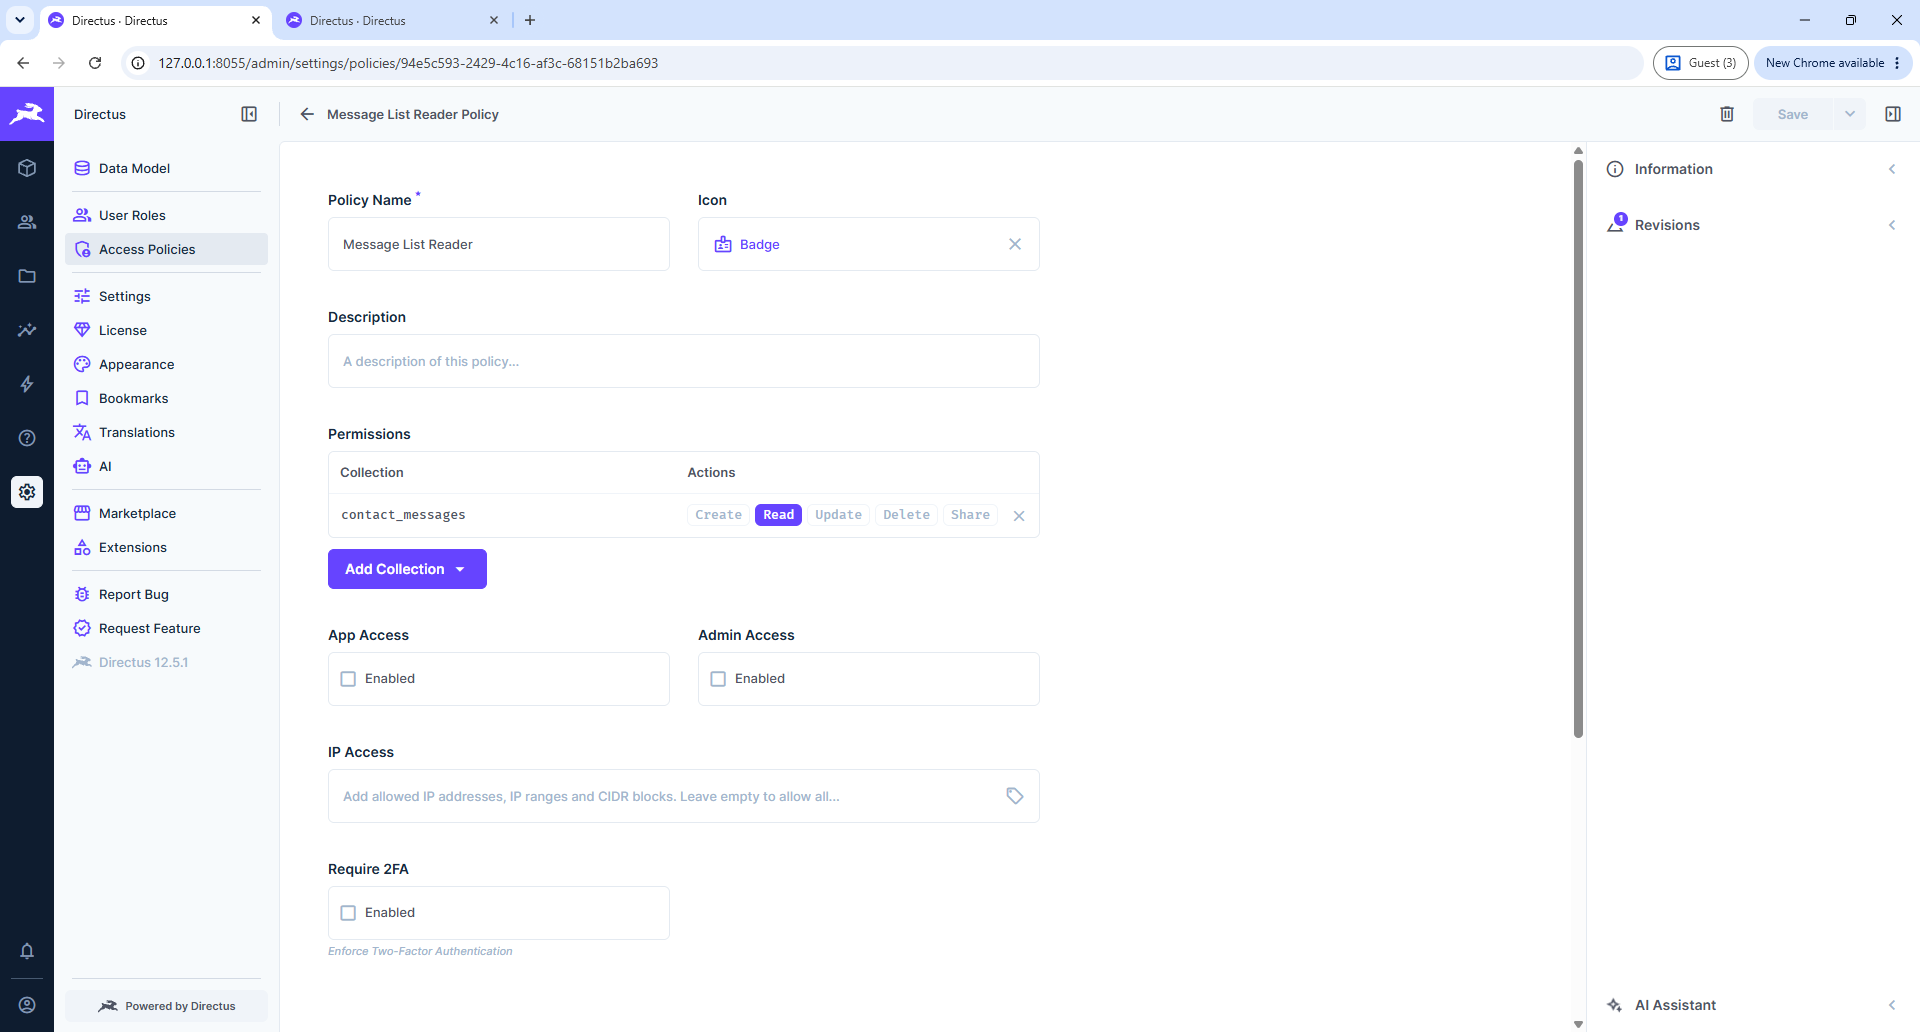 Directus · Directus
Directus · Directus
127.0.0.1:8055/admin/settings/policies/94e5c593-2429-4c16-af3c-68151b2ba693
Guest (3)
New Chrome available
Directus
Message List Reader Policy
Save
Data Model
User Roles
Access Policies
Settings
License
Appearance
Bookmarks
Translations
AI
Marketplace
Extensions
Report Bug
Request Feature
Directus 12.5.1
Powered by Directus
Policy Name *
Icon
Message List Reader
Badge
Description
A description of this policy...
Permissions
Collection Actions
contact_messages Create Read Update Delete Share
Add Collection
App Access
Admin Access
Enabled
Enabled
IP Access
Add allowed IP addresses, IP ranges and CIDR blocks. Leave empty to allow all...
Require 2FA
Enabled
Enforce Two-Factor Authentication
Information
1
Revisions
AI Assistant